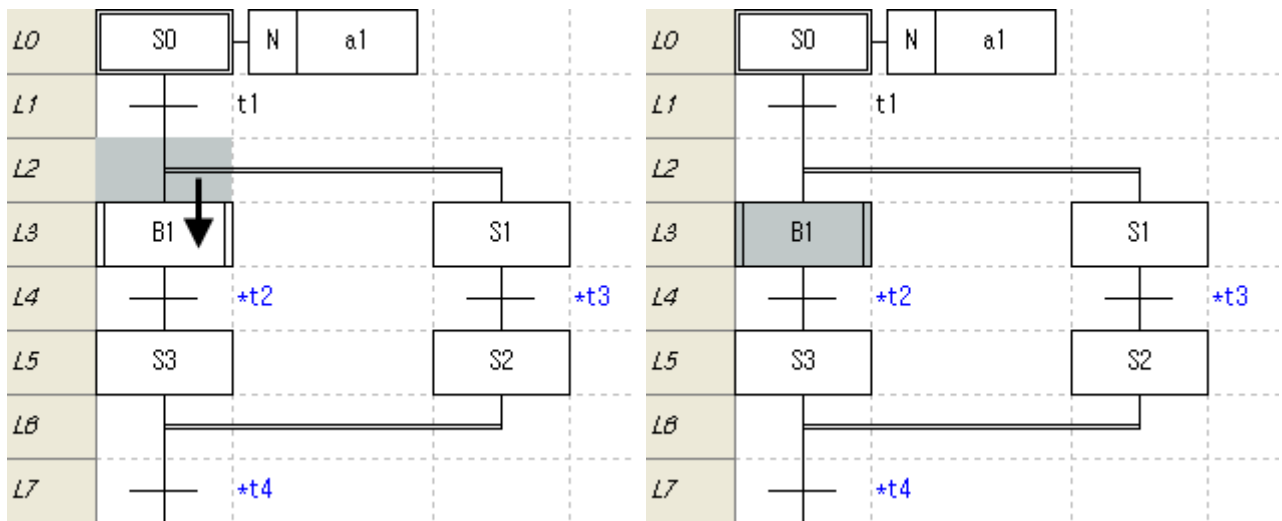 L0 S0 N a1
L1 t1
L2
L3 B1 S1
L4 *t2 *t3
L5 S3 S2
L6
L7 *t4
L0 S0 N a1
L1 t1
L2
L3 B1 S1
L4 *t2 *t3
L5 S3 S2
L6
L7 *t4